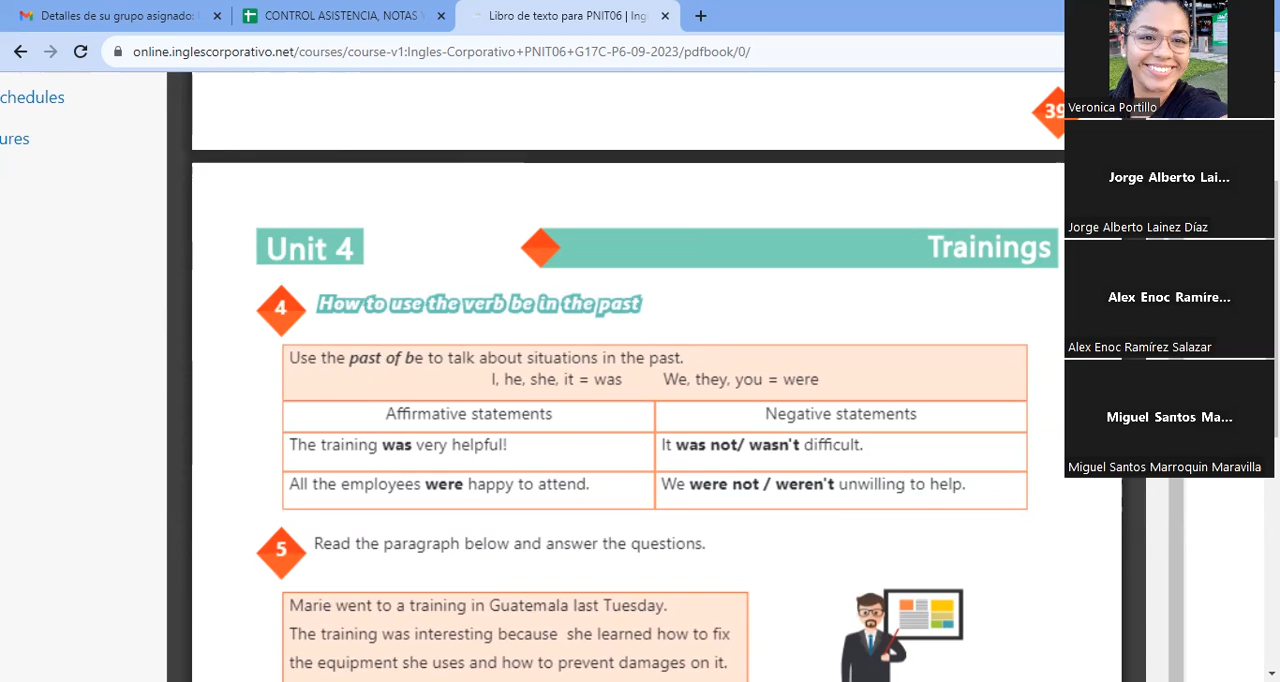 Detalles de su grupo asignado:
CONTROL ASISTENCIA, NOTAS Y
Libro de texto para PNIT06 | Ing
online.inglescorporativo.net/courses/course-v1:Ingles-Corporativo+PNIT06+G17C-P6-09-2023/pdfbook/0/
chedules
ures
39
Veronica Portillo
Jorge Alberto Lai...
Jorge Alberto Lainez Díaz
Alex Enoc Ramíre...
Alex Enoc Ramírez Salazar
Miguel Santos Ma...
Miguel Santos Marroquin Maravilla
Unit 4
Trainings
4
How to use the verb be in the past
Use the past of be to talk about situations in the past.
I, he, she, it = was We, they, you = were
Affirmative statements Negative statements
The training was very helpful! It was not/ wasn't difficult.
All the employees were happy to attend. We were not / weren't unwilling to help.
5
Read the paragraph below and answer the questions.
Marie went to a training in Guatemala last Tuesday.
The training was interesting because she learned how to fix
the equipment she uses and how to prevent damages on it.